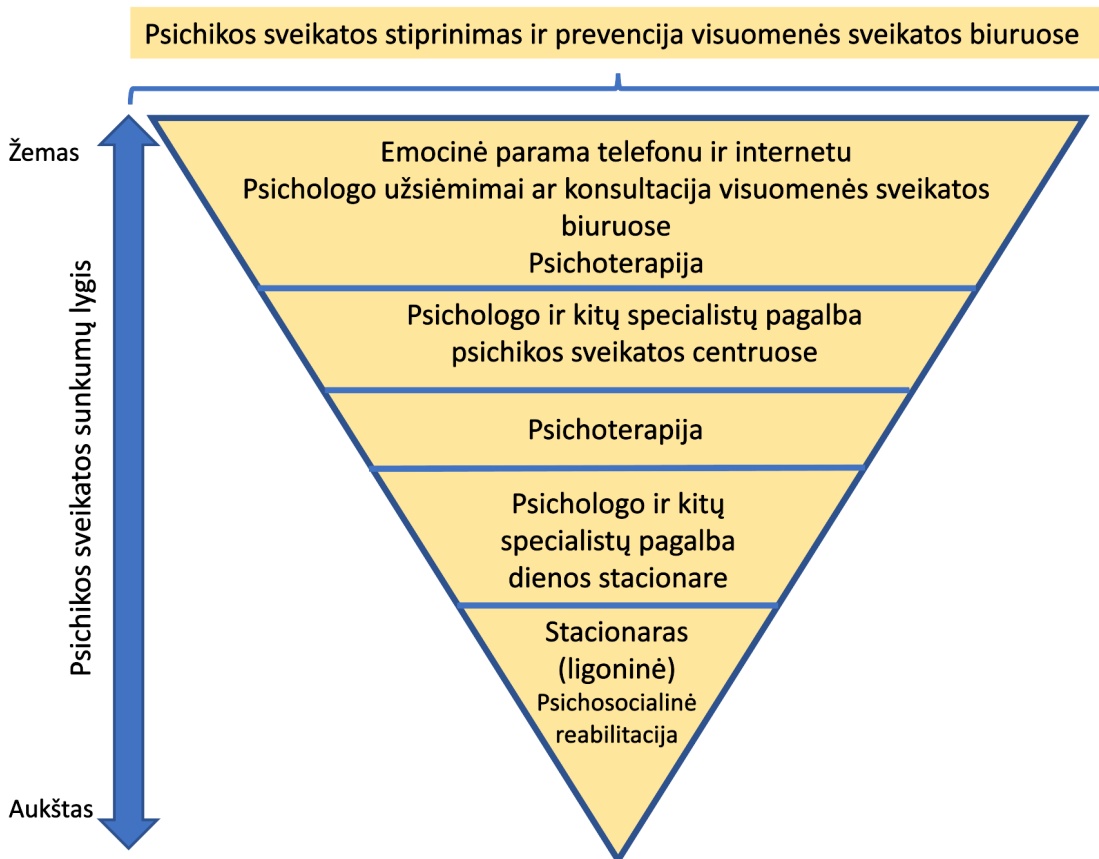 Psichikos sveikatos stiprinimas ir prevencija visuomenės sveikatos biuruose
Žemas
Emocinė parama telefonu ir internetu
Psichologo užsiėmimai ar konsultacija visuomenės sveikatos
biuruose
Psichoterapija
Psichologo ir kitų specialistų pagalba
psichikos sveikatos centruose
Psichikos sveikatos sunkumų lygis
Psichoterapija
Psichologo ir kitų
specialistų pagalba
dienos stacionare
Stacionaras
(ligoninė)
Psichosocialinė
reabilitacija
Aukštas